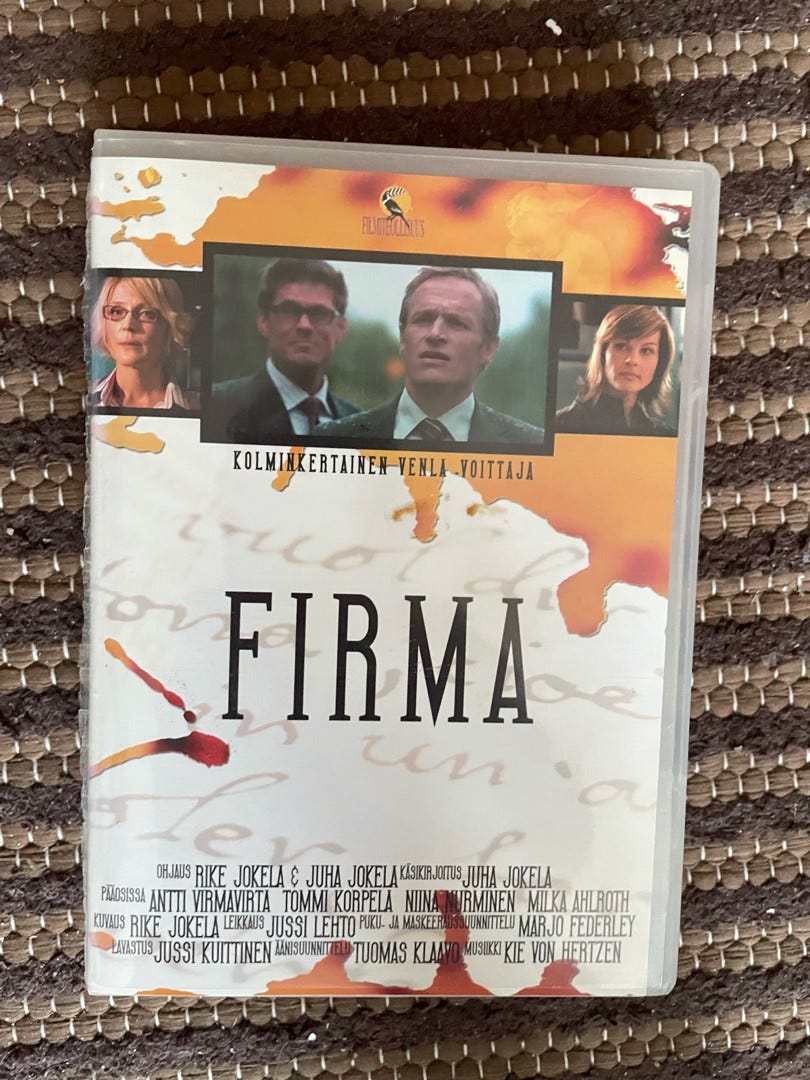 FILMITEOLLISUUS
KOLMINKERTAINEN VENLA -VOITTAJA
FIRMA
OHJAUS RIKE JOKELA & JUHA JOKELA KÄSIKIRJOITUS JUHA JOKELA
PÄÄOSISSA ANTTI VIRMAVIRTA TOMMI KORPELA NIINA NURMINEN MILKA AHLROTH
KUVAUS RIKE JOKELA LEIKKAUS JUSSI LEHTO PUKU- JA MASKEERAUSSUUNNITTELU MARJO FEDERLEY
LAVASTUS JUSSI KUITTINEN ÄÄNISUUNNITTELU TUOMAS KLAAVO MUSIIKKI KIE VON HERTZEN